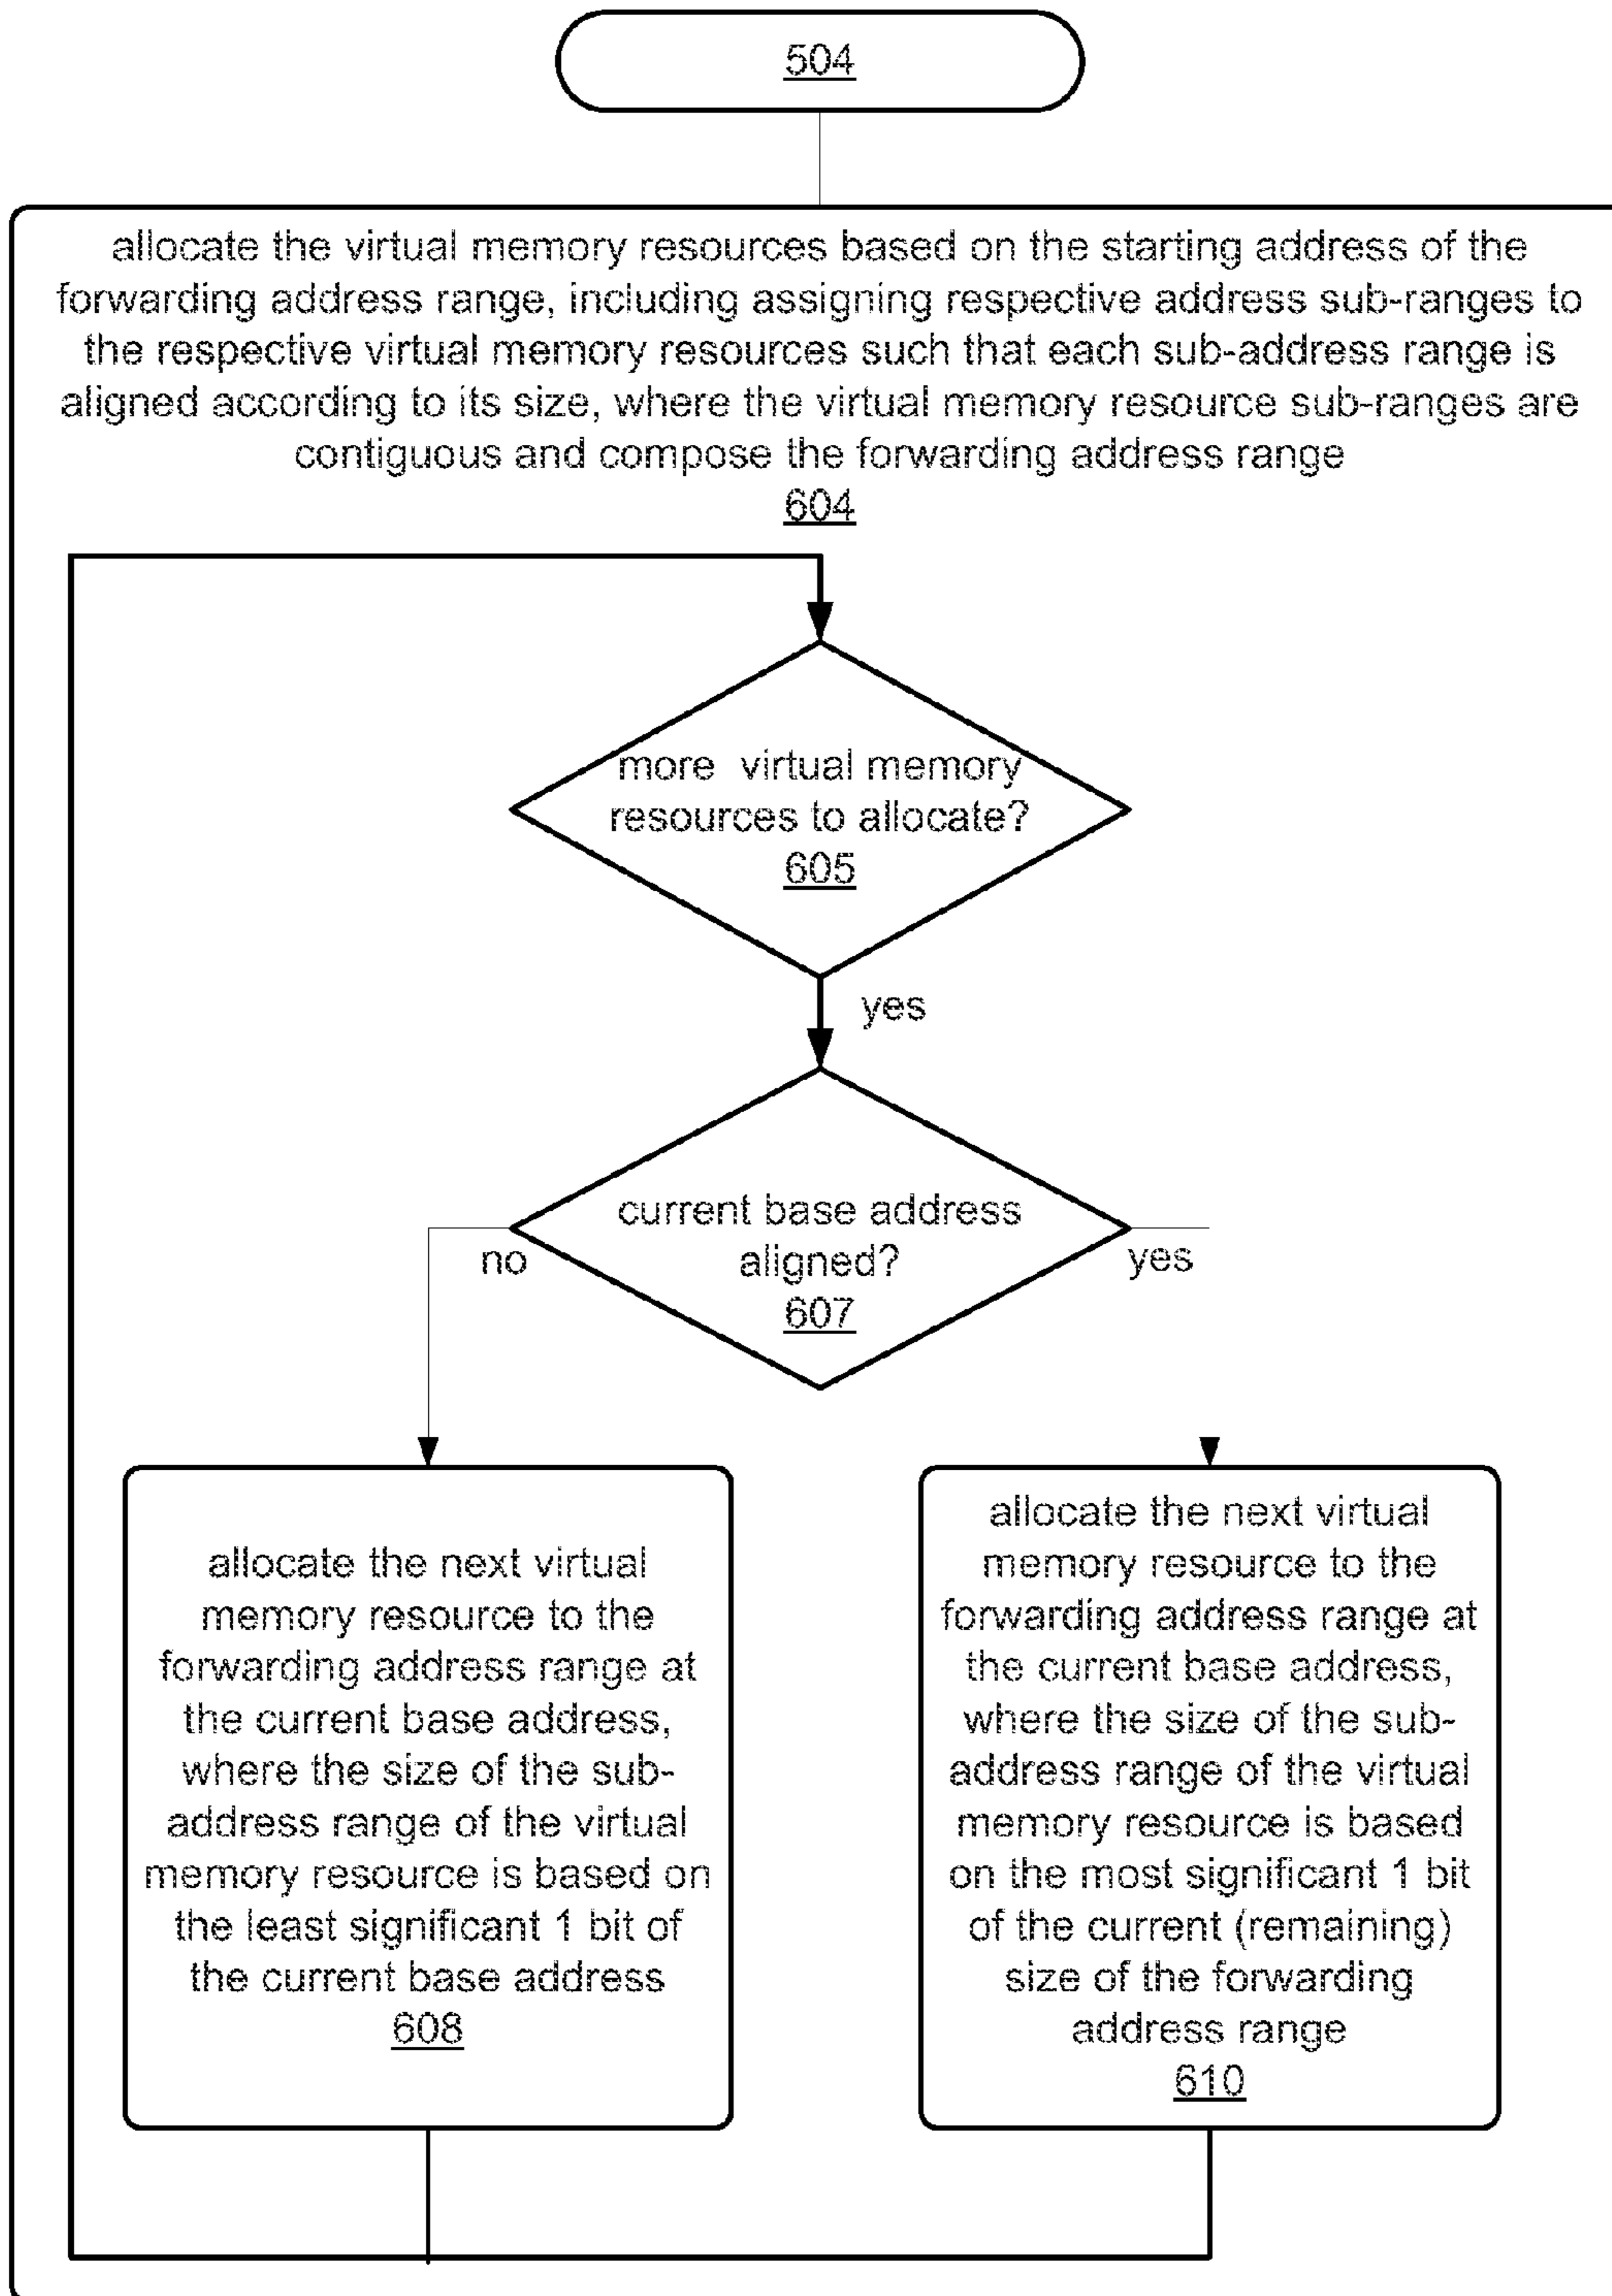 504
allocate the virtual memory resources based on the starting address of the
forwarding address range, including assigning respective address sub-ranges to
the respective virtual memory resources such that each sub-address range is
aligned according to its size, where the virtual memory resource sub-ranges are
contiguous and compose the forwarding address range
604
more virtual memory
resources to allocate?
605
yes
current base address
aligned?
607
no
yes
allocate the next virtual
memory resource to the
forwarding address range at
the current base address,
where the size of the sub-
address range of the virtual
memory resource is based on
the least significant 1 bit of
the current base address
608
allocate the next virtual
memory resource to the
forwarding address range at
the current base address,
where the size of the sub-
address range of the virtual
memory resource is based
on the most significant 1 bit
of the current (remaining)
size of the forwarding
address range
610